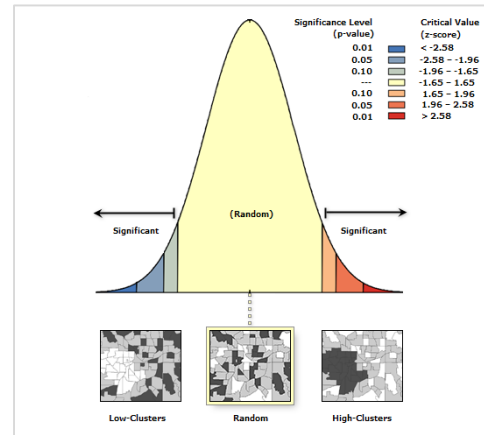 Significance Level Critical Value
(p-value) (z-score)
0.01 < -2.58
0.05 -2.58 – -1.96
0.10 -1.96 – -1.65
--- -1.65 – 1.65
0.10 1.65 – 1.96
0.05 1.96 – 2.58
0.01 > 2.58
(Random)
Significant Significant
Low-Clusters Random High-Clusters